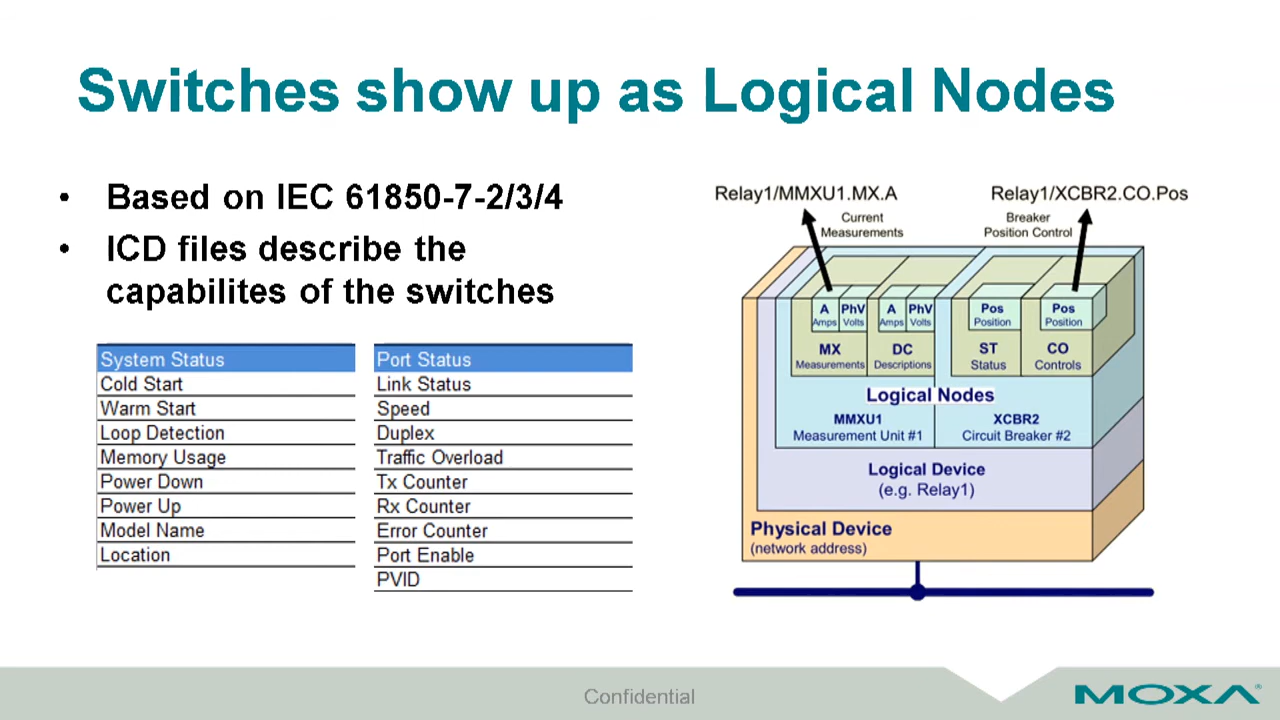 Switches show up as Logical Nodes
• Based on IEC 61850-7-2/3/4
• ICD files describe the
capabilites of the switches
System Status
Cold Start
Warm Start
Loop Detection
Memory Usage
Power Down
Power Up
Model Name
Location
Port Status
Link Status
Speed
Duplex
Traffic Overload
Tx Counter
Rx Counter
Error Counter
Port Enable
PVID
Relay1/MMXU1.MX.A
Relay1/XCBR2.CO.Pos
Current
Measurements
Breaker
Position Control
A
Amps
PhV
Volts
A
Amps
PhV
Volts
Pos
Position
Pos
Position
MX
Measurements
DC
Descriptions
ST
Status
CO
Controls
Logical Nodes
MMXU1
Measurement Unit #1
XCBR2
Circuit Breaker #2
Logical Device
(e.g. Relay1)
Physical Device
(network address)
Confidential
MOXA®